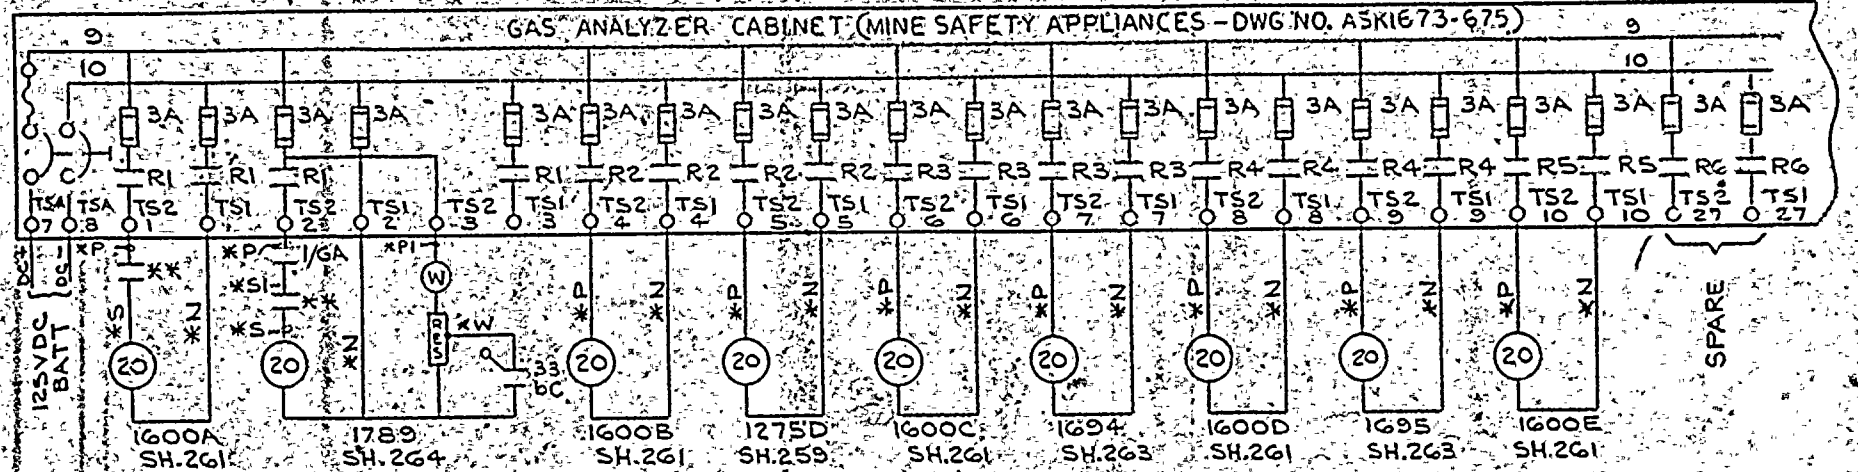 GAS ANALYZER CABINET (MINE SAFETY APPLIANCES - DWG NO. ASK1673-675)
9 9
10 10
3A 3A 3A 3A 3A 3A 3A 3A 3A 3A 3A 3A 3A 3A 3A 3A 3A 3A 3A 3A
R1 R1 R1 R1 R2 R2 R2 R2 R3 R3 R3 R3 R4 R4 R4 R4 R5 R5 R6 R6
TSA TSA TS2 TS1 TS2 TS1 TS2 TS1 TS2 TS1 TS2 TS1 TS2 TS1 TS2 TS1 TS2 TS1 TS2 TS1 TS2 TS1 TS2 TS1
7 8 1 1 2 2 3 3 4 4 5 5 6 6 7 7 8 8 9 9 10 10 27 27
DC+ DC- *P ** *P 1/GA *P1
*S1 **
W
125VDC BATT
*S *N *S *N RES *W *P *N *P *N *P *N *P *N *P *N *P *N *P *N
SPARE
20 20 33 bC 20 20 20 20 20 20 20
1600A 1789 1600B 1275D 1600C 1694 1600D 1695 1600E
SH.261 SH.264 SH.261 SH.259 SH.261 SH.263 SH.261 SH.263 SH.261